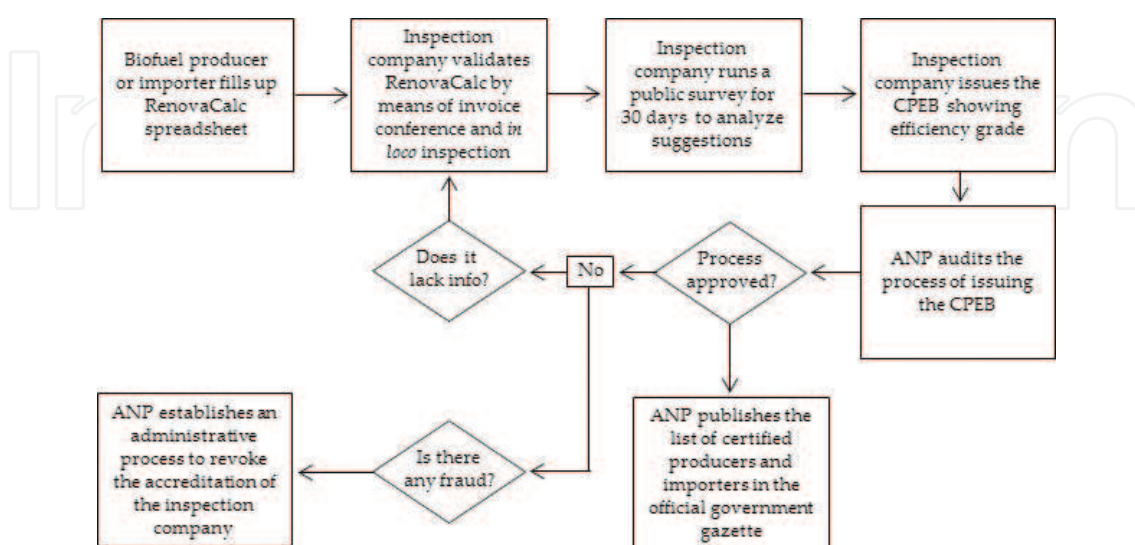 Biofuel producer
or importer fills up
RenovaCalc
spreadsheet
Inspection
company validates
RenovaCalc by
means of invoice
conference and in
loco inspection
Inspection
company runs a
public survey for
30 days to analyze
suggestions
Inspection
company issues the
CPEB showing
efficiency grade
ANP audits the
process of issuing
the CPEB
Process
approved?
No
Does it
lack info?
Is there
any fraud?
ANP establishes an
administrative
process to revoke
the accreditation of
the inspection
company
ANP publishes the
list of certified
producers and
importers in the
official government
gazette